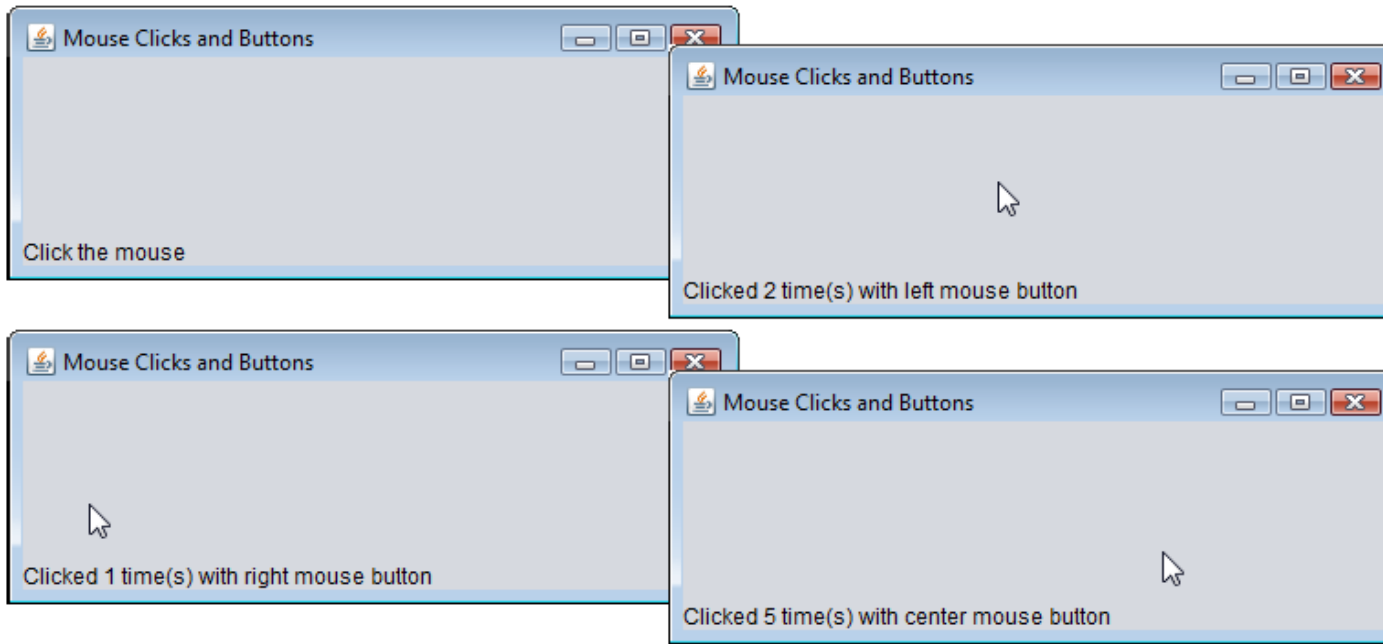 Mouse Clicks and Buttons
Click the mouse
Mouse Clicks and Buttons
Clicked 2 time(s) with left mouse button
Mouse Clicks and Buttons
Clicked 1 time(s) with right mouse button
Mouse Clicks and Buttons
Clicked 5 time(s) with center mouse button